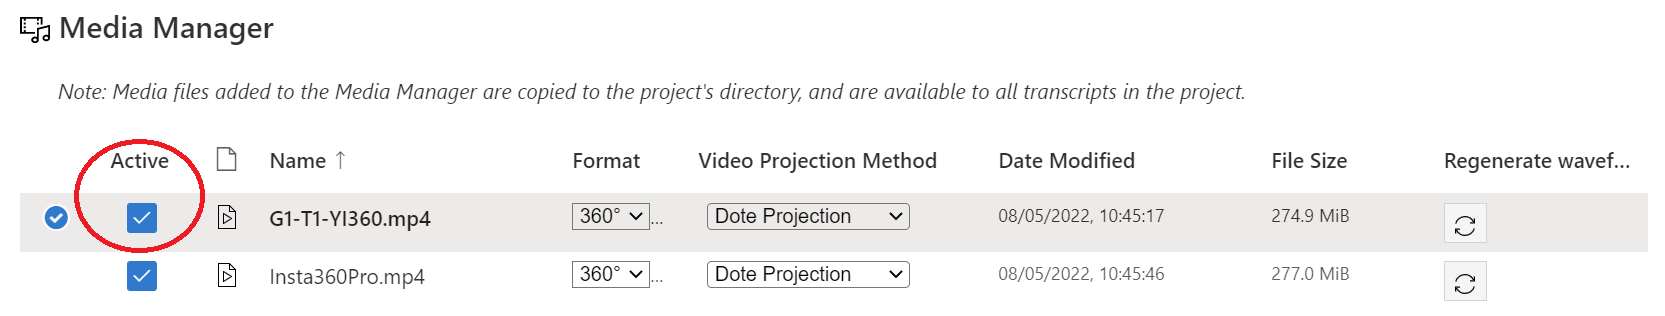 Media Manager
Note: Media files added to the Media Manager are copied to the project's directory, and are available to all transcripts in the project.
Active Name ↑ Format Video Projection Method Date Modified File Size Regenerate wavef...
G1-T1-YI360.mp4 360° ... Dote Projection 08/05/2022, 10:45:17 274.9 MiB
Insta360Pro.mp4 360° ... Dote Projection 08/05/2022, 10:45:46 277.0 MiB